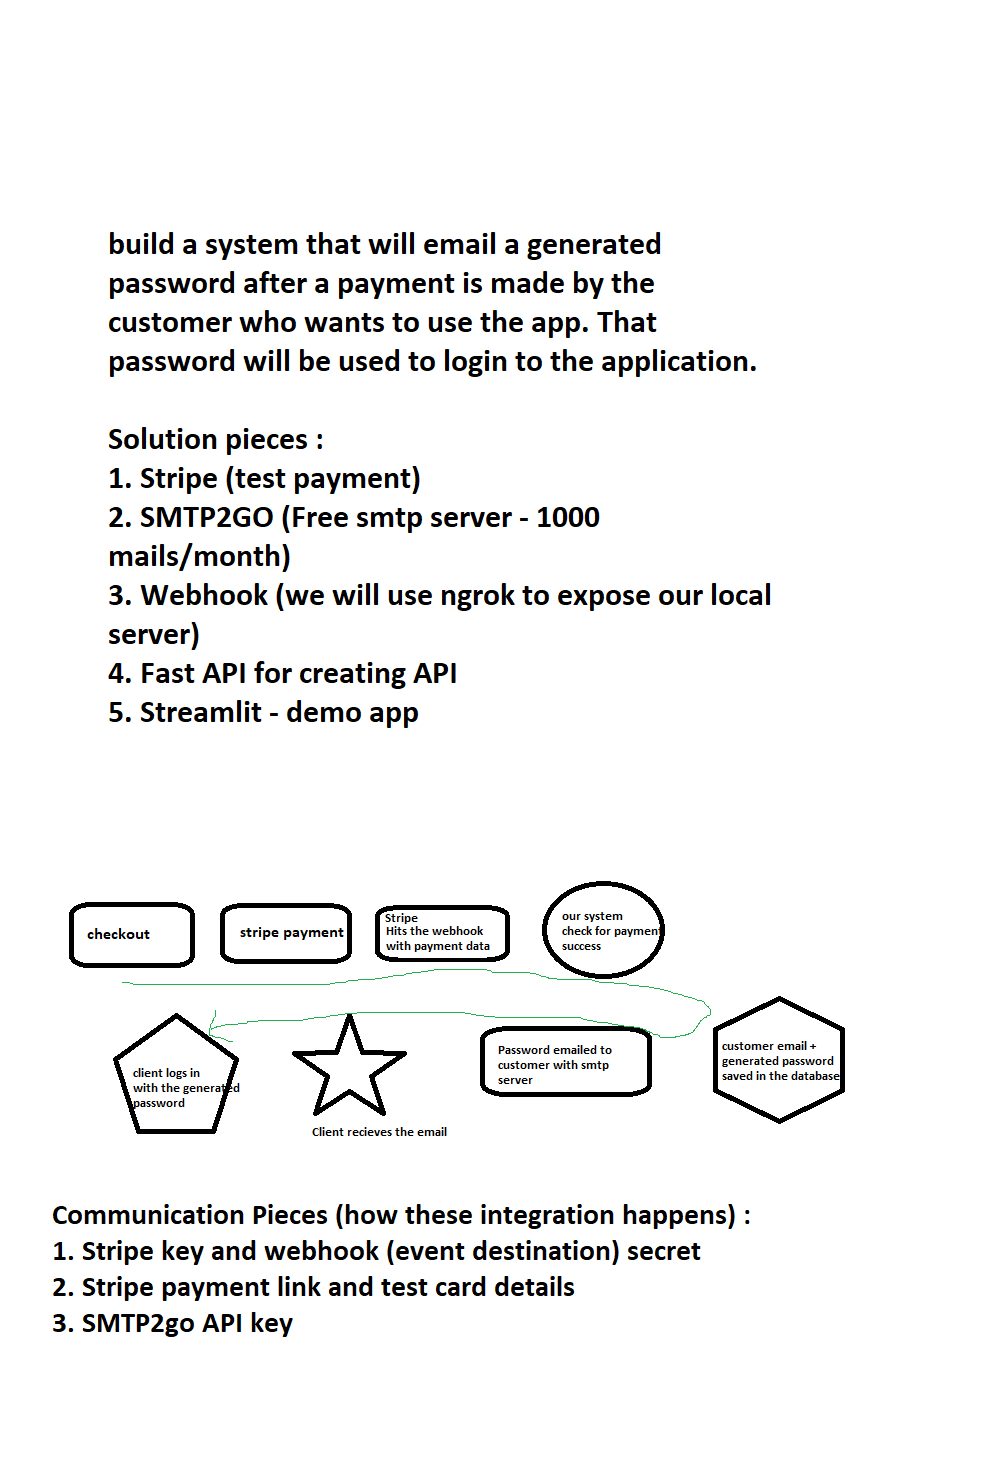 build a system that will email a generated
password after a payment is made by the
customer who wants to use the app. That
password will be used to login to the application.
Solution pieces :
1. Stripe (test payment)
2. SMTP2GO (Free smtp server - 1000
mails/month)
3. Webhook (we will use ngrok to expose our local
server)
4. Fast API for creating API
5. Streamlit - demo app
checkout
stripe payment
Stripe
Hits the webhook
with payment data
our system
check for payment
success
client logs in
with the generated
password
Client recieves the email
Password emailed to
customer with smtp
server
customer email +
generated password
saved in the database
Communication Pieces (how these integration happens) :
1. Stripe key and webhook (event destination) secret
2. Stripe payment link and test card details
3. SMTP2go API key